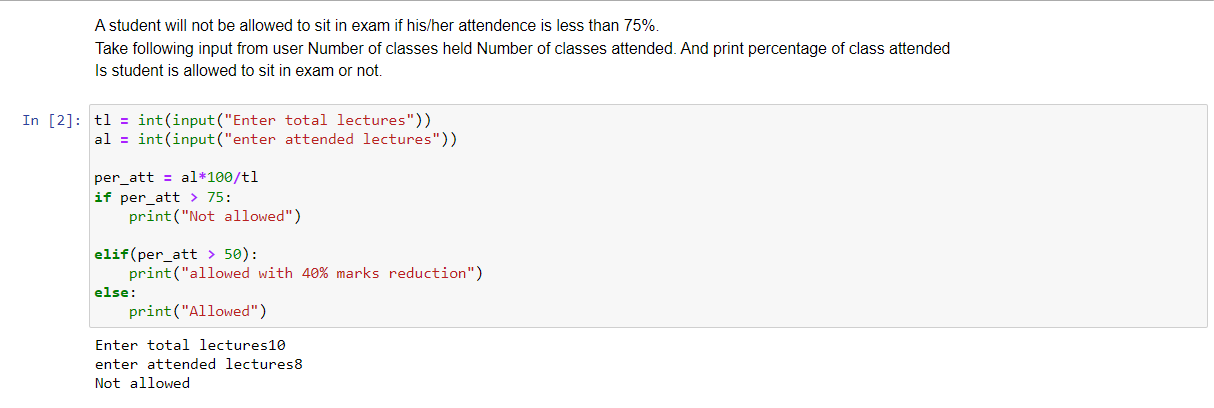 A student will not be allowed to sit in exam if his/her attendence is less than 75%.
Take following input from user Number of classes held Number of classes attended. And print percentage of class attended
Is student is allowed to sit in exam or not.
In [2]: tl = int(input("Enter total lectures"))
al = int(input("enter attended lectures"))
per_att = al*100/tl
if per_att > 75:
    print("Not allowed")
elif(per_att > 50):
    print("allowed with 40% marks reduction")
else:
    print("Allowed")
Enter total lectures10
enter attended lectures8
Not allowed